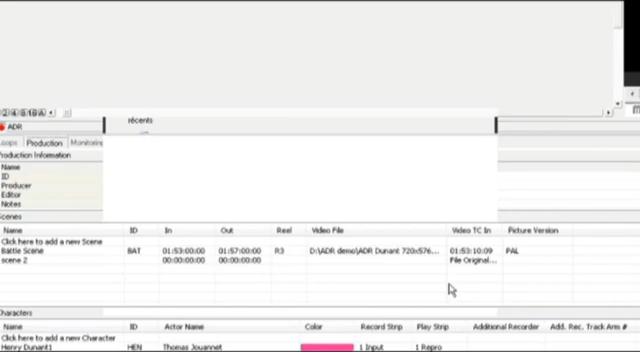 récents
ADR
Production Monitoring
Production Information
Name
ID
Producer
Editor
Notes
Scenes
Name ID In Out Reel Video File Video TC In Picture Version
Click here to add a new Scene
Battle Scene BAT 01:53:00:00 01:57:00:00 R3 D:\ADR demo\ADR Dunant 720x576... 01:53:10:09 PAL
scene 2 00:00:00:00 00:00:00:00 File Original...
Characters
Name ID Actor Name Color Record Strip Play Strip Additional Recorder Add. Rec. Track Arm #
Click here to add a new Character
Henry Dunant1 HEN Thomas Jouannet 1 Input 1 Repro